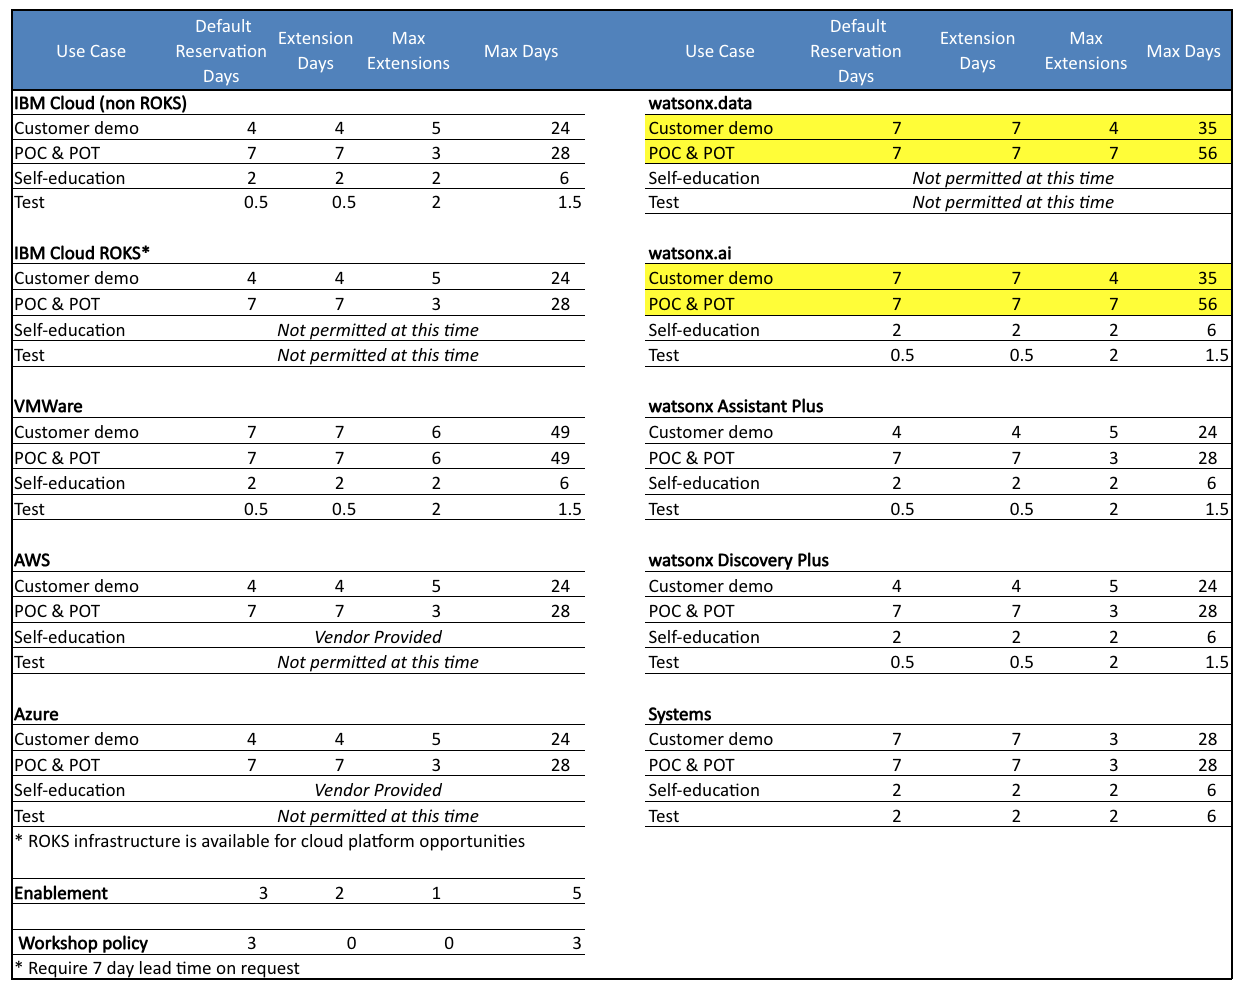 Use Case Default Reservation Days Extension Days Max Extensions Max Days
IBM Cloud (non ROKS)
Customer demo 4 4 5 24
POC & POT 7 7 3 28
Self-education 2 2 2 6
Test 0.5 0.5 2 1.5
IBM Cloud ROKS*
Customer demo 4 4 5 24
POC & POT 7 7 3 28
Self-education Not permitted at this time
Test Not permitted at this time
VMWare
Customer demo 7 7 6 49
POC & POT 7 7 6 49
Self-education 2 2 2 6
Test 0.5 0.5 2 1.5
AWS
Customer demo 4 4 5 24
POC & POT 7 7 3 28
Self-education Vendor Provided
Test Not permitted at this time
Azure
Customer demo 4 4 5 24
POC & POT 7 7 3 28
Self-education Vendor Provided
Test Not permitted at this time
* ROKS infrastructure is available for cloud platform opportunities
Enablement 3 2 1 5
Workshop policy 3 0 0 3
* Require 7 day lead time on request
Use Case Default Reservation Days Extension Days Max Extensions Max Days
watsonx.data
Customer demo 7 7 4 35
POC & POT 7 7 7 56
Self-education Not permitted at this time
Test Not permitted at this time
watsonx.ai
Customer demo 7 7 4 35
POC & POT 7 7 7 56
Self-education 2 2 2 6
Test 0.5 0.5 2 1.5
watsonx Assistant Plus
Customer demo 4 4 5 24
POC & POT 7 7 3 28
Self-education 2 2 2 6
Test 0.5 0.5 2 1.5
watsonx Discovery Plus
Customer demo 4 4 5 24
POC & POT 7 7 3 28
Self-education 2 2 2 6
Test 0.5 0.5 2 1.5
Systems
Customer demo 7 7 3 28
POC & POT 7 7 3 28
Self-education 2 2 2 6
Test 2 2 2 6